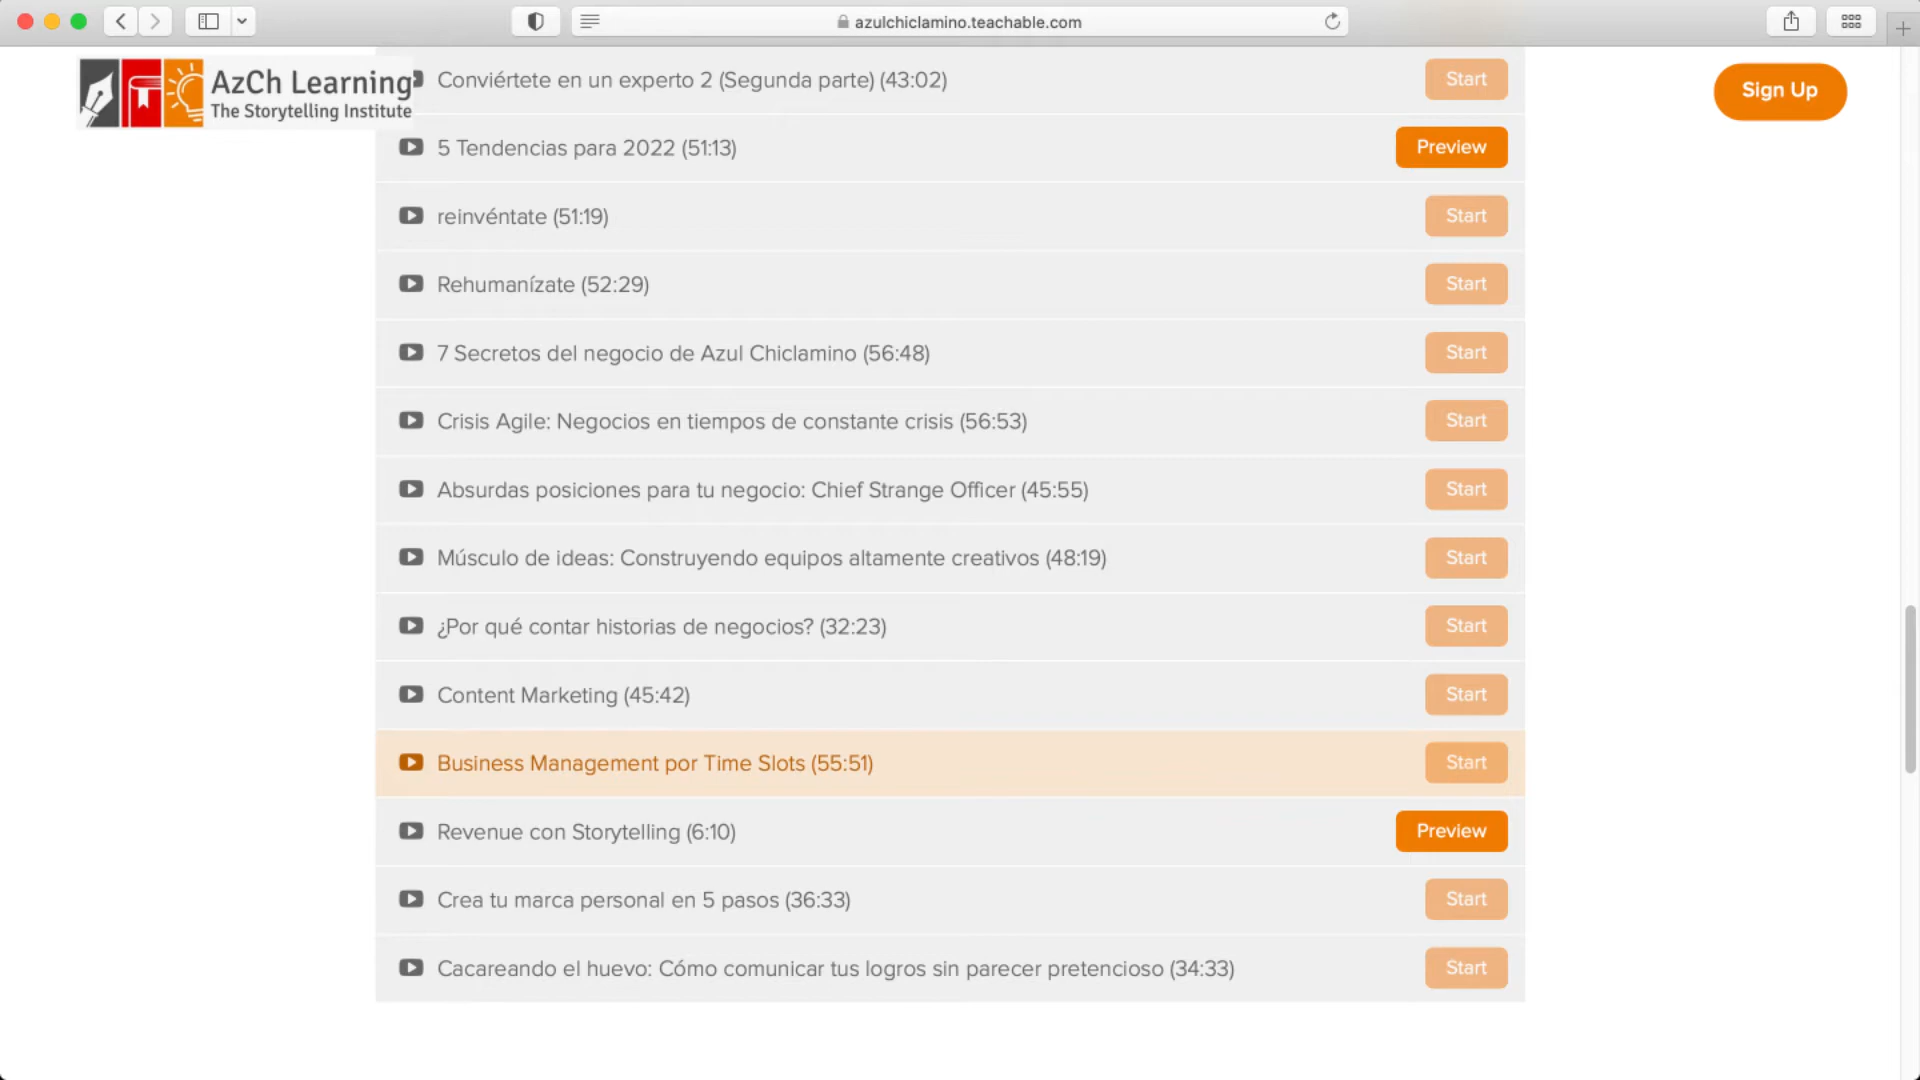 azulchiclamino.teachable.com
AzCh Learning
The Storytelling Institute
Sign Up
Conviértete en un experto 2 (Segunda parte) (43:02)
Start
5 Tendencias para 2022 (51:13)
Preview
reinvéntate (51:19)
Start
Rehumanízate (52:29)
Start
7 Secretos del negocio de Azul Chiclamino (56:48)
Start
Crisis Agile: Negocios en tiempos de constante crisis (56:53)
Start
Absurdas posiciones para tu negocio: Chief Strange Officer (45:55)
Start
Músculo de ideas: Construyendo equipos altamente creativos (48:19)
Start
¿Por qué contar historias de negocios? (32:23)
Start
Content Marketing (45:42)
Start
Business Management por Time Slots (55:51)
Start
Revenue con Storytelling (6:10)
Preview
Crea tu marca personal en 5 pasos (36:33)
Start
Cacareando el huevo: Cómo comunicar tus logros sin parecer pretencioso (34:33)
Start